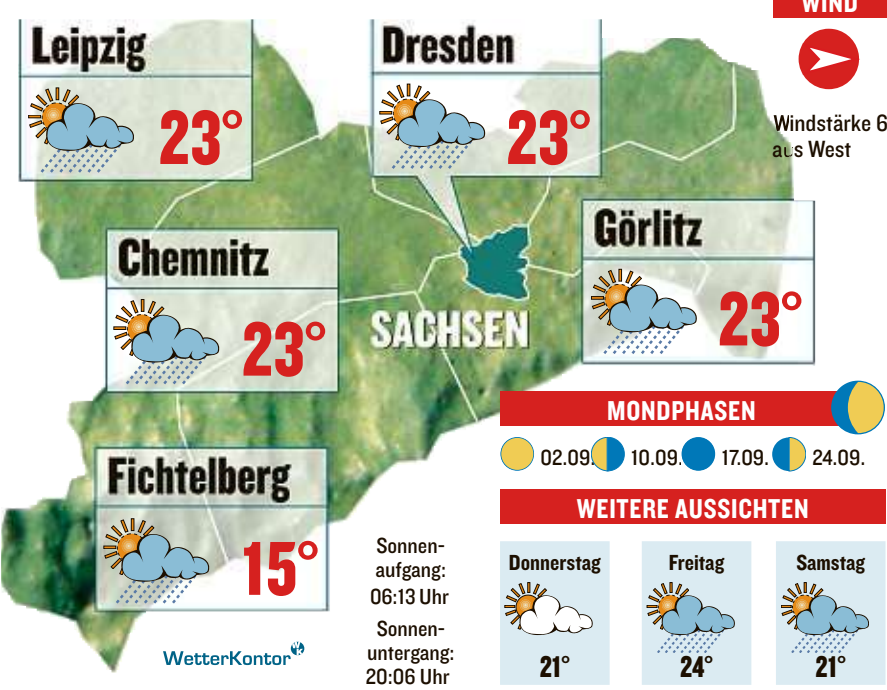 WIND
Leipzig
23°
Dresden
23°
Windstärke 6
aus West
Chemnitz
23°
Görlitz
23°
SACHSEN
Fichtelberg
15°
MONDPHASEN
02.09. 10.09. 17.09. 24.09.
WEITERE AUSSICHTEN
Sonnen-
aufgang:
06:13 Uhr
Sonnen-
untergang:
20:06 Uhr
Donnerstag
21°
Freitag
24°
Samstag
21°
WetterKontor